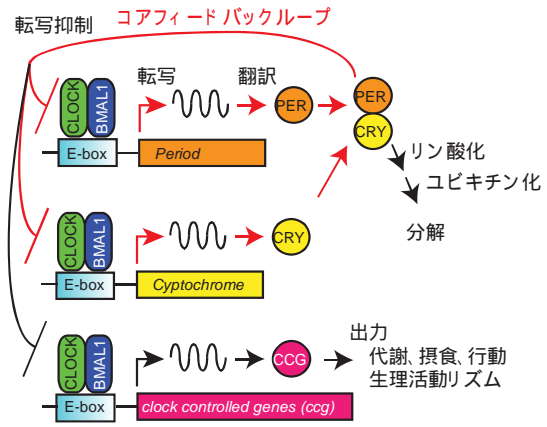 転写抑制
コアフィードバックループ
CLOCK
BMAL1
転写
翻訳
PER
PER
CRY
E-box
Period
リン酸化
ユビキチン化
分解
CLOCK
BMAL1
CRY
E-box
Cyptochrome
CLOCK
BMAL1
CCG
出力
代謝、摂食、行動
生理活動リズム
E-box
clock controlled genes (ccg)